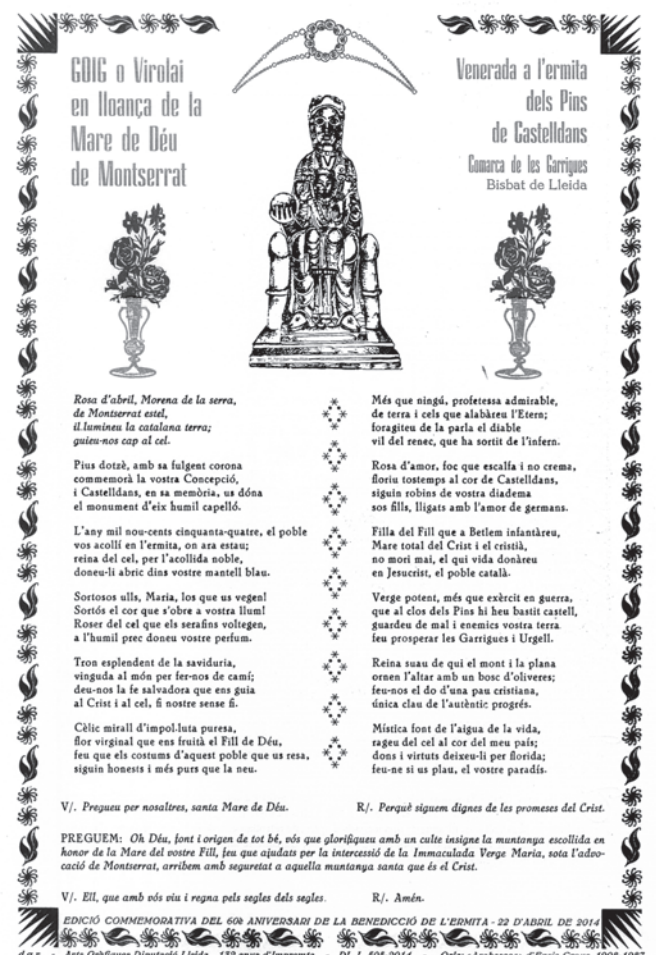 GOIG o Virolai
en lloança de la
Mare de Déu
de Montserrat
Venerada a l'ermita
dels Pins
de Castelldans
Comarca de les Garrigues
Bisbat de Lleida
Rosa d'abril, Morena de la serra,
de Montserrat estel,
il.lumineu la catalana terra;
guieu-nos cap al cel.
Pius dotzè, amb sa fulgent corona
commemorà la vostra Concepció,
i Castelldans, en sa memòria, us dóna
el monument d'eix humil capelló.
L'any mil nou-cents cinquanta-quatre, el poble
vos acollí en l'ermita, on ara estau;
reina del cel, per l'acollida noble,
doneu-li abric dins vostre mantell blau.
Sortosos ulls, Maria, los que us vegen!
Sortós el cor que s'obre a vostra llum!
Roser del cel que els serafins voltegen,
a l'humil prec doneu vostre perfum.
Tron esplendent de la saviduria,
vinguda al món per fer-nos de camí;
deu-nos la fe salvadora que ens guia
al Crist i al cel, fi nostre sense fi.
Cèlic mirall d'impol.luta puresa,
flor virginal que ens fruità el Fill de Déu,
feu que els costums d'aquest poble que us resa,
siguin honests i més purs que la neu.
Més que ningú, profetessa admirable,
de terra i cels que alabàreu l'Etern;
foragiteu de la parla el diable
vil del renec, que ha sortit de l'infern.
Rosa d'amor, foc que escalfa i no crema,
floriu tostemps al cor de Castelldans,
siguin robins de vostra diadema
sos fills, lligats amb l'amor de germans.
Filla del Fill que a Betlem infantàreu,
Mare total del Crist i el cristià,
no mori mai, el qui vida donàreu
en Jesucrist, el poble català.
Verge potent, més que exèrcit en guerra,
que al clos dels Pins hi heu bastit castell,
guardeu de mal i enemics vostra terra
feu prosperar les Garrigues i Urgell.
Reina suau de qui el mont i la plana
ornen l'altar amb un bosc d'oliveres;
feu-nos el do d'una pau cristiana,
única clau de l'autèntic progrés.
Mística font de l'aigua de la vida,
rageu del cel al cor del meu país;
dons i virtuts deixeu-li per florida;
feu-ne si us plau, el vostre paradís.
V/. Pregueu per nosaltres, santa Mare de Déu.
R/. Perquè siguem dignes de les promeses del Crist.
PREGUEM: Oh Déu, font i origen de tot bé, vós que glorifiqueu amb un culte insigne la muntanya escollida en
honor de la Mare del vostre Fill, feu que ajudats per la intercessió de la Immaculada Verge Maria, sota l'advo-
cació de Montserrat, arribem amb seguretat a aquella muntanya santa que és el Crist.
V/. Ell, que amb vós viu i regna pels segles dels segles.
R/. Amén.
EDICIÓ COMMEMORATIVA DEL 60è ANIVERSARI DE LA BENEDICCIÓ DE L'ERMITA - 22 D'ABRIL DE 2014